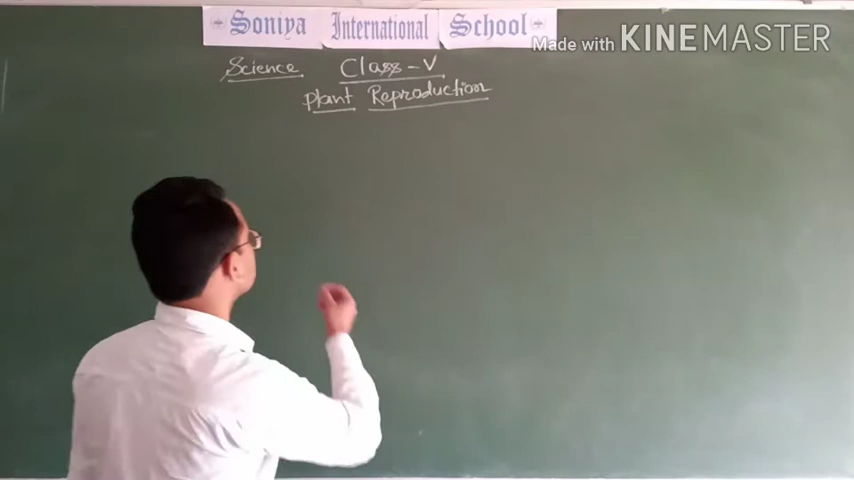 Soniya International School
Made with KINEMASTER
Science Class - V
Plant Reproduction